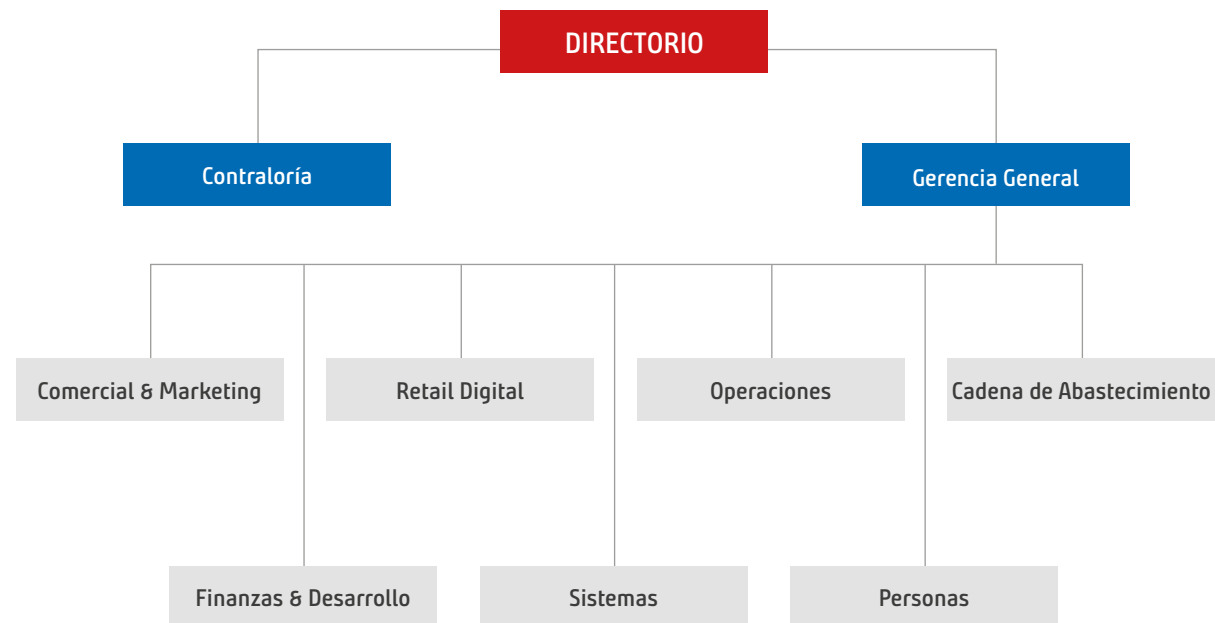 DIRECTORIO
Contraloría
Gerencia General
Comercial & Marketing
Retail Digital
Operaciones
Cadena de Abastecimiento
Finanzas & Desarrollo
Sistemas
Personas